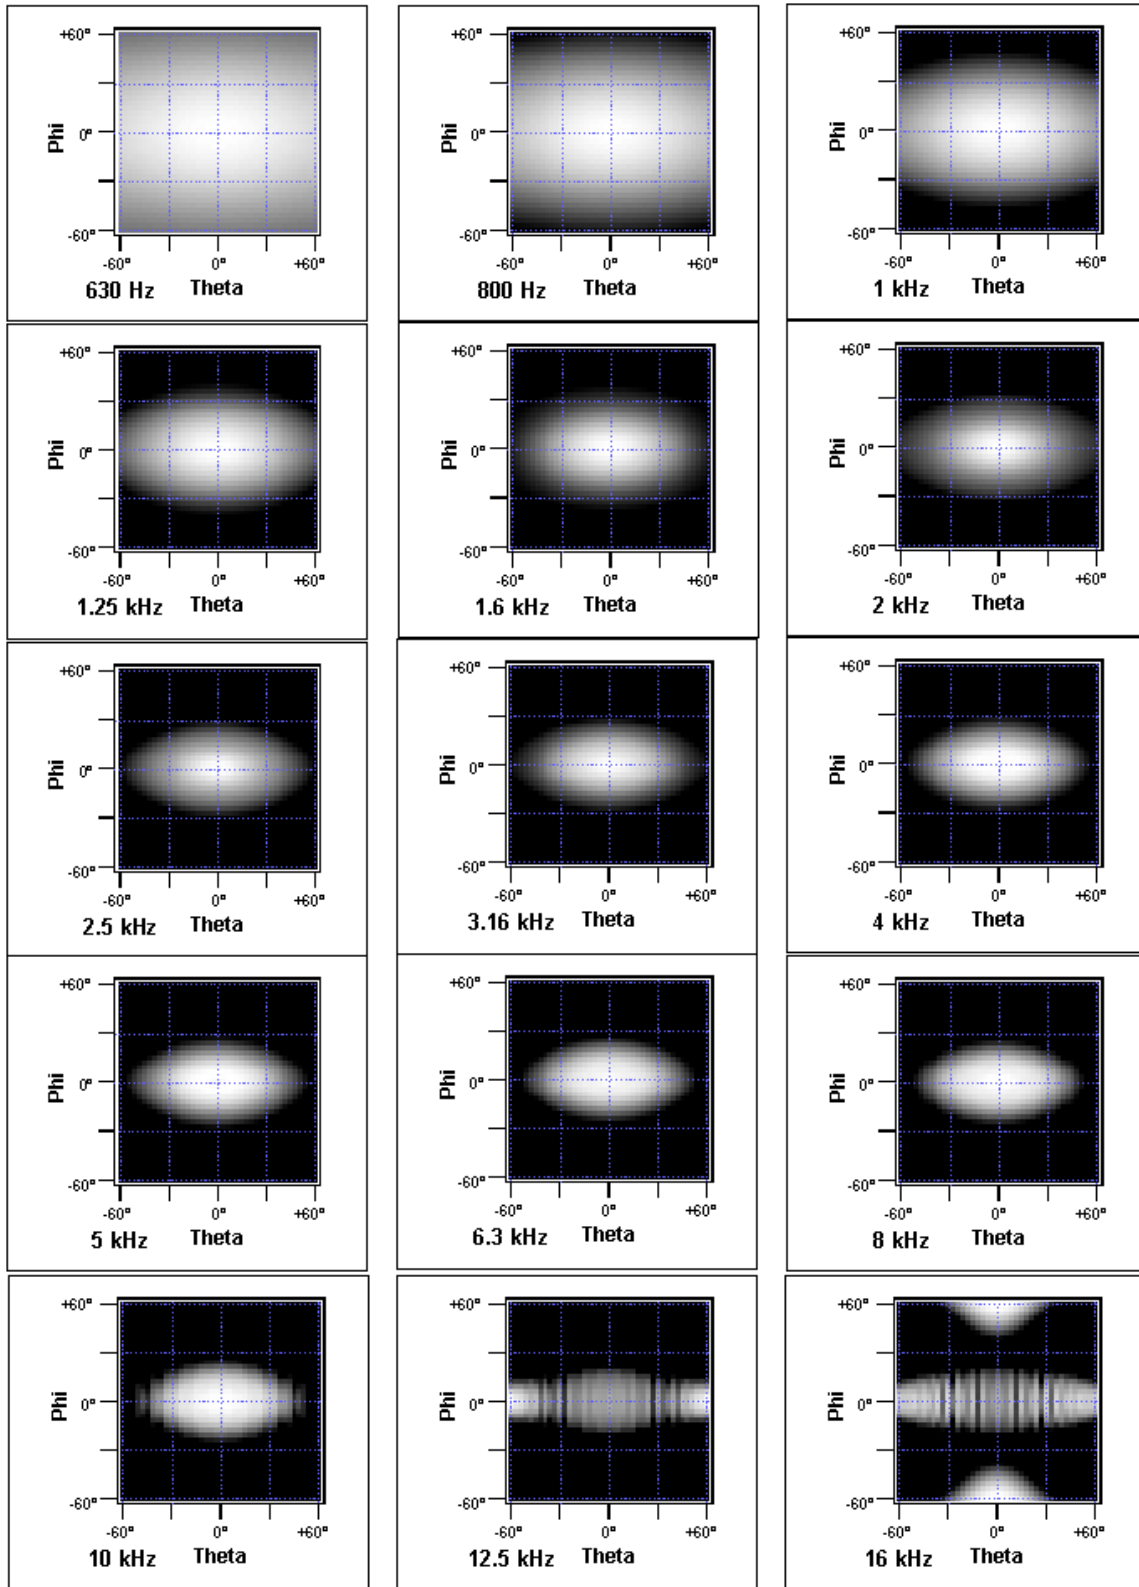 +60° +60° +60°
Phi 0° Phi 0° Phi 0°
-60° -60° -60°
-60° 0° +60° -60° 0° +60° -60° 0° +60°
630 Hz Theta 800 Hz Theta 1 kHz Theta
+60° +60° +60°
Phi 0° Phi 0° Phi 0°
-60° -60° -60°
-60° 0° +60° -60° 0° +60° -60° 0° +60°
1.25 kHz Theta 1.6 kHz Theta 2 kHz Theta
+60° +60° +60°
Phi 0° Phi 0° Phi 0°
-60° -60° -60°
-60° 0° +60° -60° 0° +60° -60° 0° +60°
2.5 kHz Theta 3.16 kHz Theta 4 kHz Theta
+60° +60° +60°
Phi 0° Phi 0° Phi 0°
-60° -60° -60°
-60° 0° +60° -60° 0° +60° -60° 0° +60°
5 kHz Theta 6.3 kHz Theta 8 kHz Theta
+60° +60° +60°
Phi 0° Phi 0° Phi 0°
-60° -60° -60°
-60° 0° +60° -60° 0° +60° -60° 0° +60°
10 kHz Theta 12.5 kHz Theta 16 kHz Theta